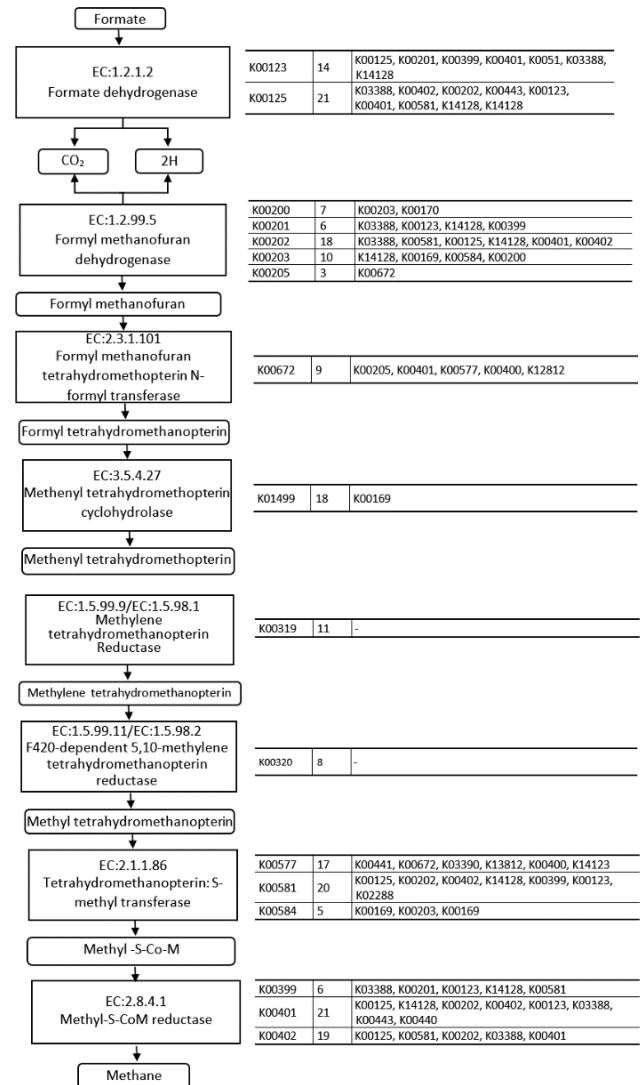 Formate
EC:1.2.1.2
Formate dehydrogenase
K00123 14 K00125, K00201, K00399, K00401, K0051, K03388,
K14128
K00125 21 K03388, K00402, K00202, K00443, K00123,
K00401, K00581, K14128, K14128
CO₂ 2H
EC:1.2.99.5
Formyl methanofuran
dehydrogenase
K00200 7 K00203, K00170
K00201 6 K03388, K00123, K14128, K00399
K00202 18 K03388, K00581, K00125, K14128, K00401, K00402
K00203 10 K14128, K00169, K00584, K00200
K00205 3 K00672
Formyl methanofuran
EC:2.3.1.101
Formyl methanofuran
tetrahydromethopterin N-
formyl transferase
K00672 9 K00205, K00401, K00577, K00400, K12812
Formyl tetrahydromethanopterin
EC:3.5.4.27
Methenyl tetrahydromethopterin
cyclohydrolase
K01499 18 K00169
Methenyl tetrahydromethopterin
EC:1.5.99.9/EC:1.5.98.1
Methylene
tetrahydromethanopterin
Reductase
K00319 11 -
Methylene tetrahydromethanopterin
EC:1.5.99.11/EC:1.5.98.2
F420-dependent 5,10-methylene
tetrahydromethanopterin
reductase
K00320 8 -
Methyl tetrahydromethanopterin
EC:2.1.1.86
Tetrahydromethanopterin: S-
methyl transferase
K00577 17 K00441, K00672, K03390, K13812, K00400, K14123
K00581 20 K00125, K00202, K00402, K14128, K00399, K00123,
K02288
K00584 5 K00169, K00203, K00169
Methyl -S-Co-M
EC:2.8.4.1
Methyl-S-CoM reductase
K00399 6 K03388, K00201, K00123, K14128, K00581
K00401 21 K00125, K14128, K00202, K00402, K00123, K03388,
K00443, K00440
K00402 19 K00125, K00581, K00202, K03388, K00401
Methane